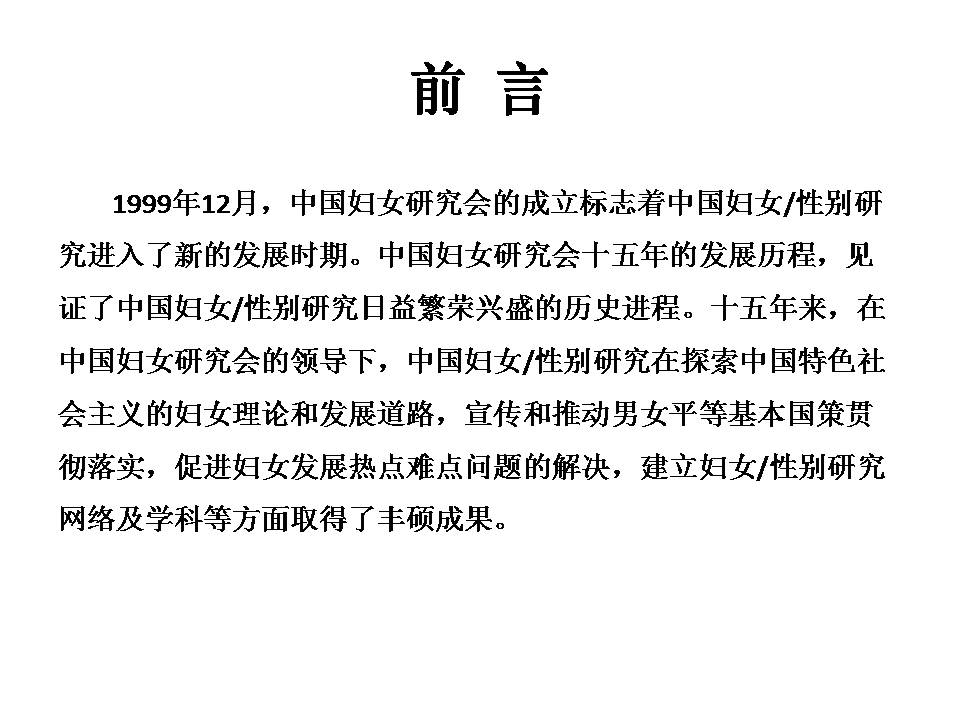 前 言
1999年12月，中国妇女研究会的成立标志着中国妇女/性别研
究进入了新的发展时期。中国妇女研究会十五年的发展历程，见
证了中国妇女/性别研究日益繁荣兴盛的历史进程。十五年来，在
中国妇女研究会的领导下，中国妇女/性别研究在探索中国特色社
会主义的妇女理论和发展道路，宣传和推动男女平等基本国策贯
彻落实，促进妇女发展热点难点问题的解决，建立妇女/性别研究
网络及学科等方面取得了丰硕成果。